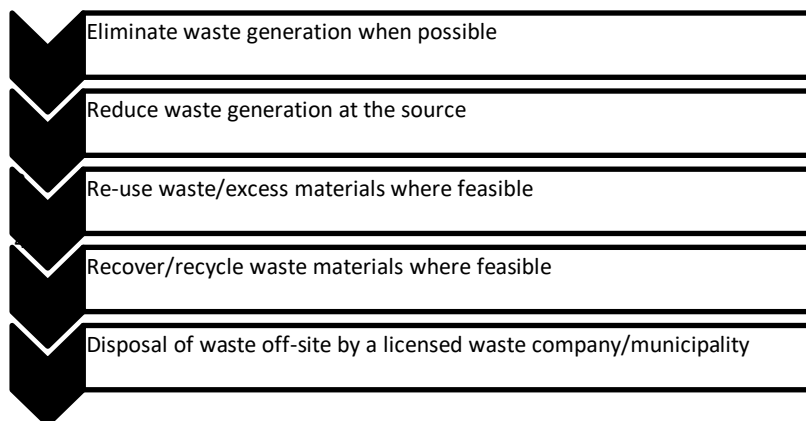 Eliminate waste generation when possible
Reduce waste generation at the source
Re-use waste/excess materials where feasible
Recover/recycle waste materials where feasible
Disposal of waste off-site by a licensed waste company/municipality